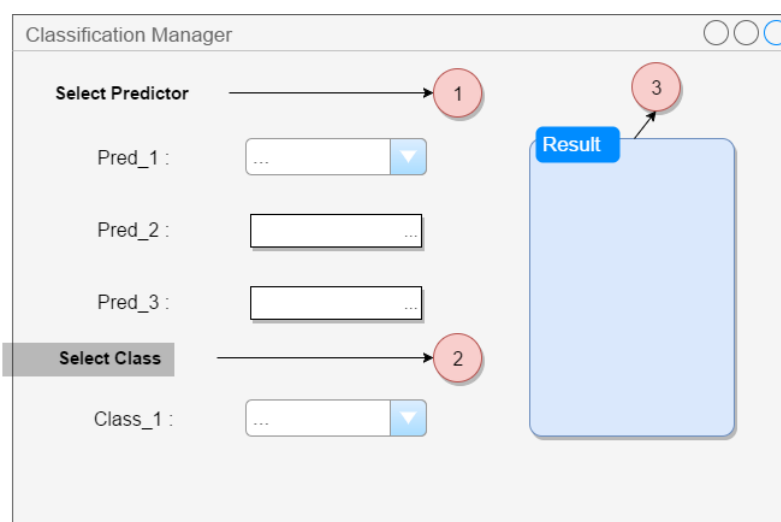 Classification Manager
Select Predictor
1
3
Pred_1 :
...
Result
Pred_2 :
...
Pred_3 :
...
Select Class
2
Class_1 :
...